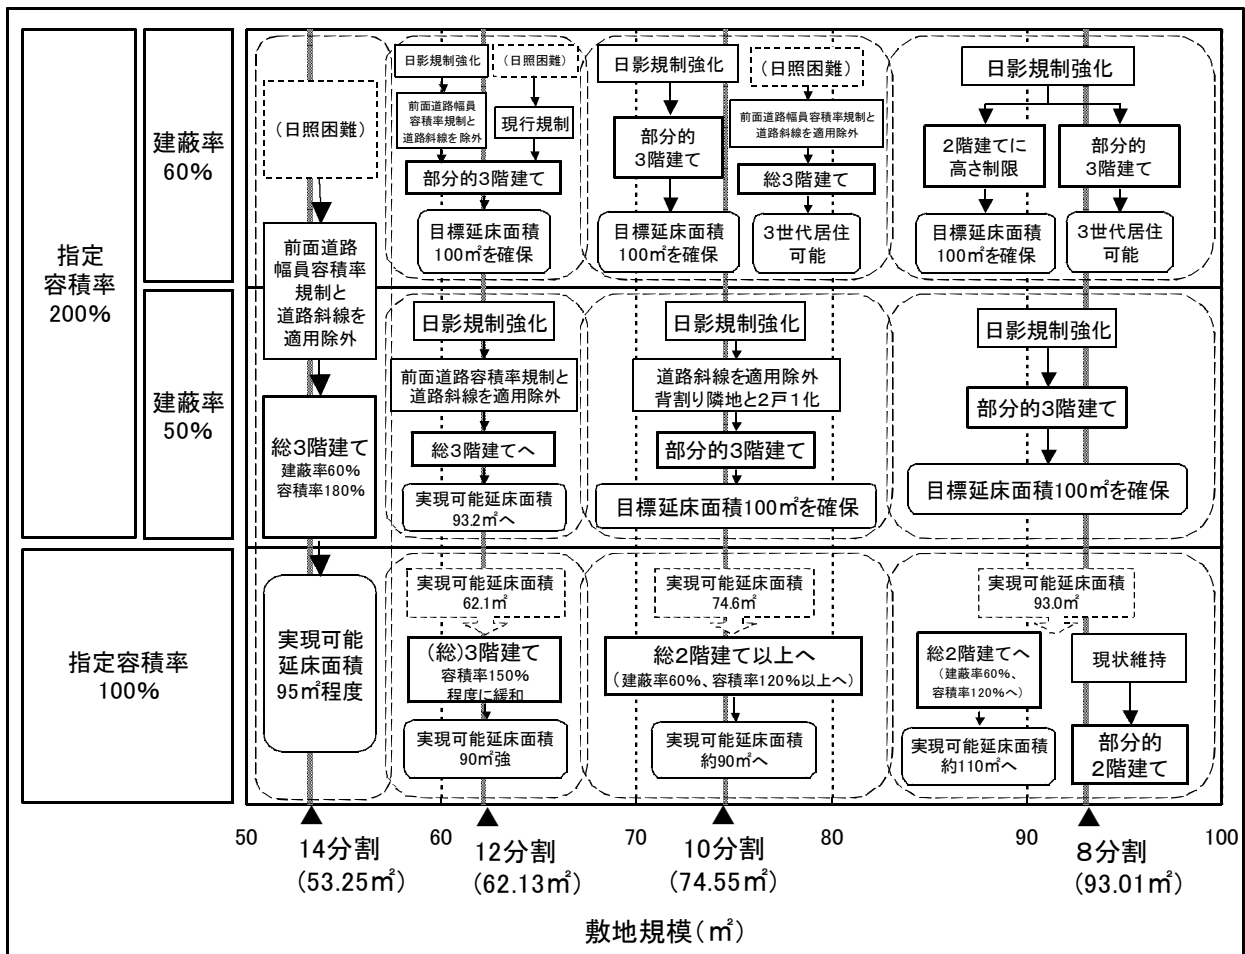 指定
容積率
200%
建蔽率
60%
(日照困難)
前面道路
幅員容積率
規制と
道路斜線を
適用除外
総3階建て
建蔽率60%
容積率180%
実現可能
延床面積
95㎡程度
日影規制強化
(日照困難)
前面道路幅員
容積率規制と
道路斜線を除外
現行規制
部分的3階建て
目標延床面積
100㎡を確保
日影規制強化
(日照困難)
部分的
3階建て
前面道路幅員容積率規制と
道路斜線を適用除外
総3階建て
目標延床面積
100㎡を確保
3世代居住
可能
日影規制強化
2階建てに
高さ制限
部分的
3階建て
目標延床面積
100㎡を確保
3世代居住
可能
建蔽率
50%
日影規制強化
前面道路容積率規制と
道路斜線を適用除外
総3階建てへ
実現可能延床面積
93.2㎡へ
日影規制強化
道路斜線を適用除外
背割り隣地と2戸1化
部分的3階建て
目標延床面積100㎡を確保
日影規制強化
部分的3階建て
目標延床面積100㎡を確保
指定容積率
100%
実現可能延床面積
62.1㎡
(総)3階建て
容積率150%
程度に緩和
実現可能延床面積
90㎡強
実現可能延床面積
74.6㎡
総2階建て以上へ
(建蔽率60%、容積率120%以上へ)
実現可能延床面積
約90㎡へ
実現可能延床面積
93.0㎡
総2階建てへ
(建蔽率60%、
容積率120%へ)
実現可能延床面積
約110㎡へ
現状維持
部分的
2階建て
50
60
70
80
90
100
14分割
(53.25㎡)
12分割
(62.13㎡)
10分割
(74.55㎡)
8分割
(93.01㎡)
敷地規模(㎡)